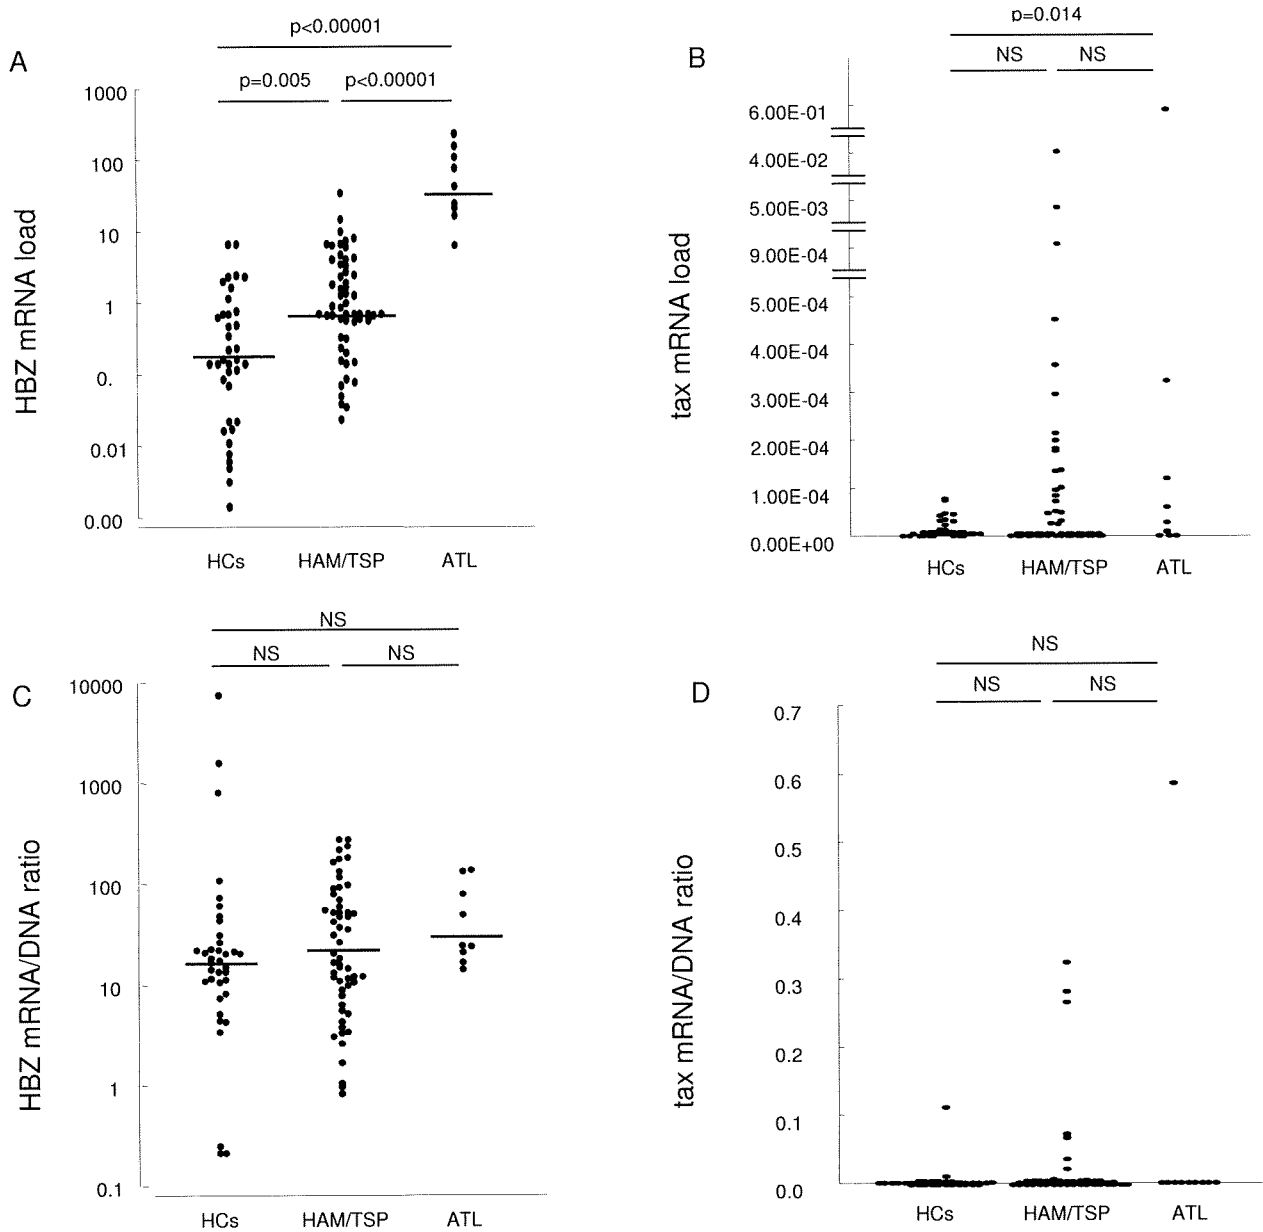 A
p<0.00001
p=0.005
p<0.00001
HBZ mRNA load
1000
100
10
1
0.
0.01
0.00
HCs
HAM/TSP
ATL
B
p=0.014
NS
NS
tax mRNA load
6.00E-01
4.00E-02
5.00E-03
9.00E-04
5.00E-04
4.00E-04
3.00E-04
2.00E-04
1.00E-04
0.00E+00
HCs
HAM/TSP
ATL
C
NS
NS
NS
HBZ mRNA/DNA ratio
10000
1000
100
10
1
0.1
HCs
HAM/TSP
ATL
D
NS
NS
NS
tax mRNA/DNA ratio
0.7
0.6
0.5
0.4
0.3
0.2
0.1
0.0
HCs
HAM/TSP
ATL